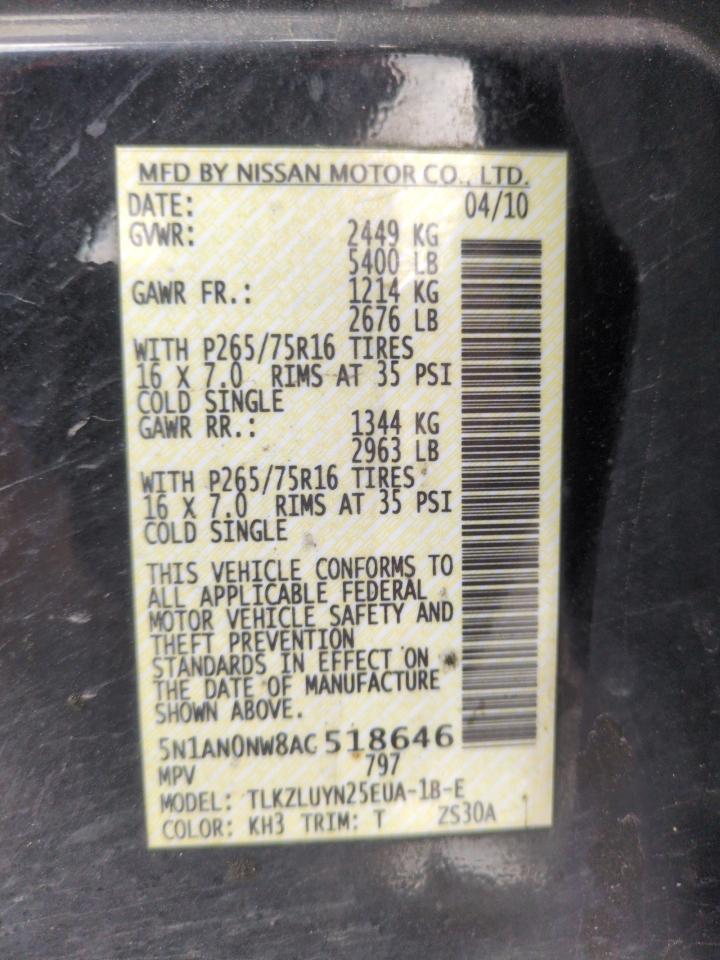 MFD BY NISSAN MOTOR CO., LTD.
DATE: 04/10
GVWR: 2449 KG
5400 LB
GAWR FR.: 1214 KG
2676 LB
WITH P265/75R16 TIRES
16 X 7.0 RIMS AT 35 PSI
COLD SINGLE
GAWR RR.: 1344 KG
2963 LB
WITH P265/75R16 TIRES
16 X 7.0 RIMS AT 35 PSI
COLD SINGLE
THIS VEHICLE CONFORMS TO
ALL APPLICABLE FEDERAL
MOTOR VEHICLE SAFETY AND
THEFT PREVENTION
STANDARDS IN EFFECT ON
THE DATE OF MANUFACTURE
SHOWN ABOVE.
5N1AN0NW8AC 518646
MPV 797
MODEL: TLKZLUYN25EUA-1B-E
COLOR: KH3 TRIM: T ZS30A